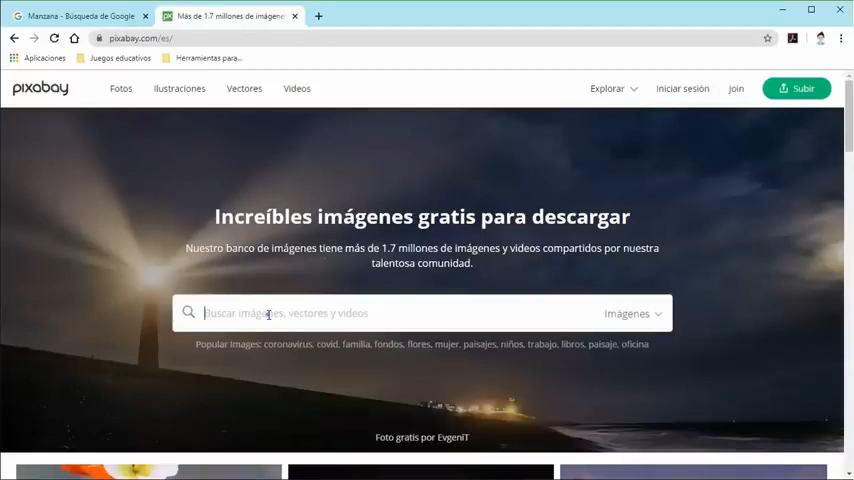 Manzana - Búsqueda de Google
Más de 1.7 millones de imágene
pixabay.com/es/
Aplicaciones
Juegos educativos
Herramientas para...
pixabay
Fotos
Ilustraciones
Vectores
Videos
Explorar
Iniciar sesión
Join
Subir
Increíbles imágenes gratis para descargar
Nuestro banco de imágenes tiene más de 1.7 millones de imágenes y videos compartidos por nuestra
talentosa comunidad.
Buscar imágenes, vectores y videos
Imágenes
Popular Images: coronavirus, covid, familia, fondos, flores, mujer, paisajes, niños, trabajo, libros, paisaje, oficina
Foto gratis por EvgeniT